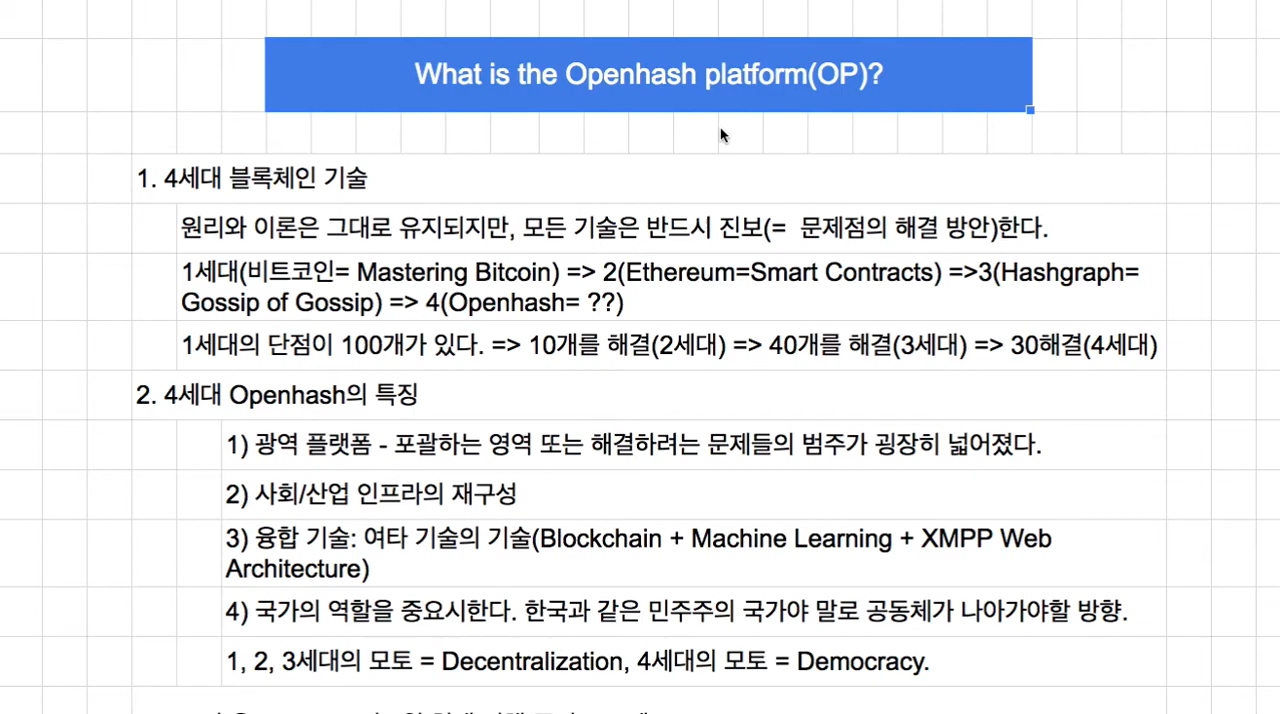 What is the Openhash platform(OP)?
1. 4세대 블록체인 기술
원리와 이론은 그대로 유지되지만, 모든 기술은 반드시 진보(= 문제점의 해결 방안)한다.
1세대(비트코인= Mastering Bitcoin) => 2(Ethereum=Smart Contracts) =>3(Hashgraph=
Gossip of Gossip) => 4(Openhash= ??)
1세대의 단점이 100개가 있다. => 10개를 해결(2세대) => 40개를 해결(3세대) => 30해결(4세대)
2. 4세대 Openhash의 특징
1) 광역 플랫폼 - 포괄하는 영역 또는 해결하려는 문제들의 범주가 굉장히 넓어졌다.
2) 사회/산업 인프라의 재구성
3) 융합 기술: 여타 기술의 기술(Blockchain + Machine Learning + XMPP Web
Architecture)
4) 국가의 역할을 중요시한다. 한국과 같은 민주주의 국가야 말로 공동체가 나아가야할 방향.
1, 2, 3세대의 모토 = Decentralization, 4세대의 모토 = Democracy.